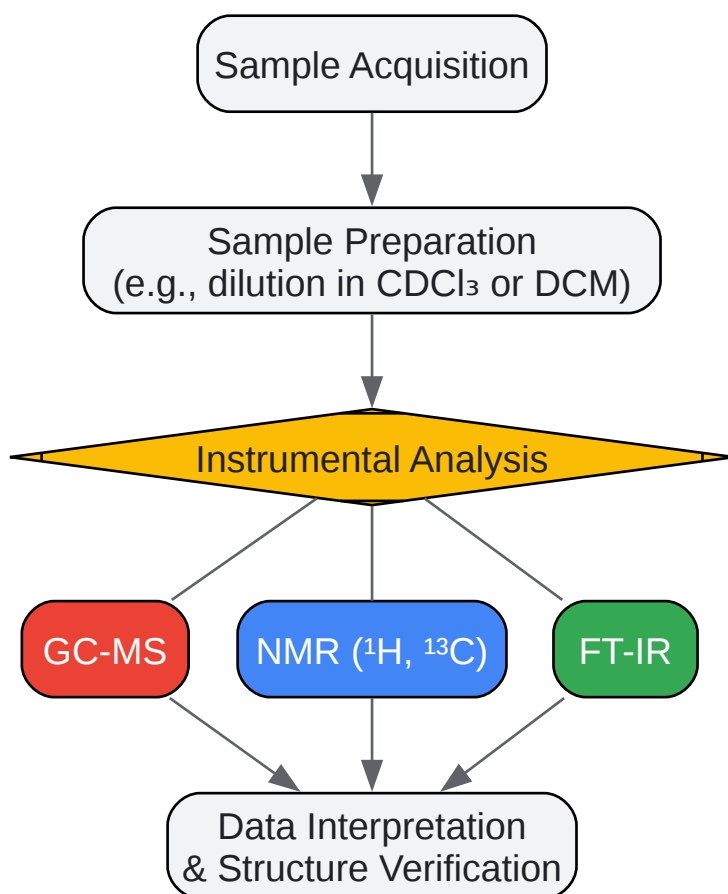 Sample Acquisition
Sample Preparation
(e.g., dilution in CDCl₃ or DCM)
Instrumental Analysis
GC-MS
NMR (¹H, ¹³C)
FT-IR
Data Interpretation
& Structure Verification